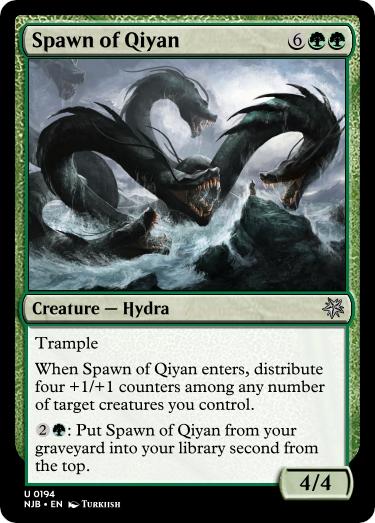 Spawn of Qiyan 6
Creature — Hydra
Trample
When Spawn of Qiyan enters, distribute
four +1/+1 counters among any number
of target creatures you control.
2 : Put Spawn of Qiyan from your
graveyard into your library second from
the top.
4/4
U 0194
NJB • EN Turkiish